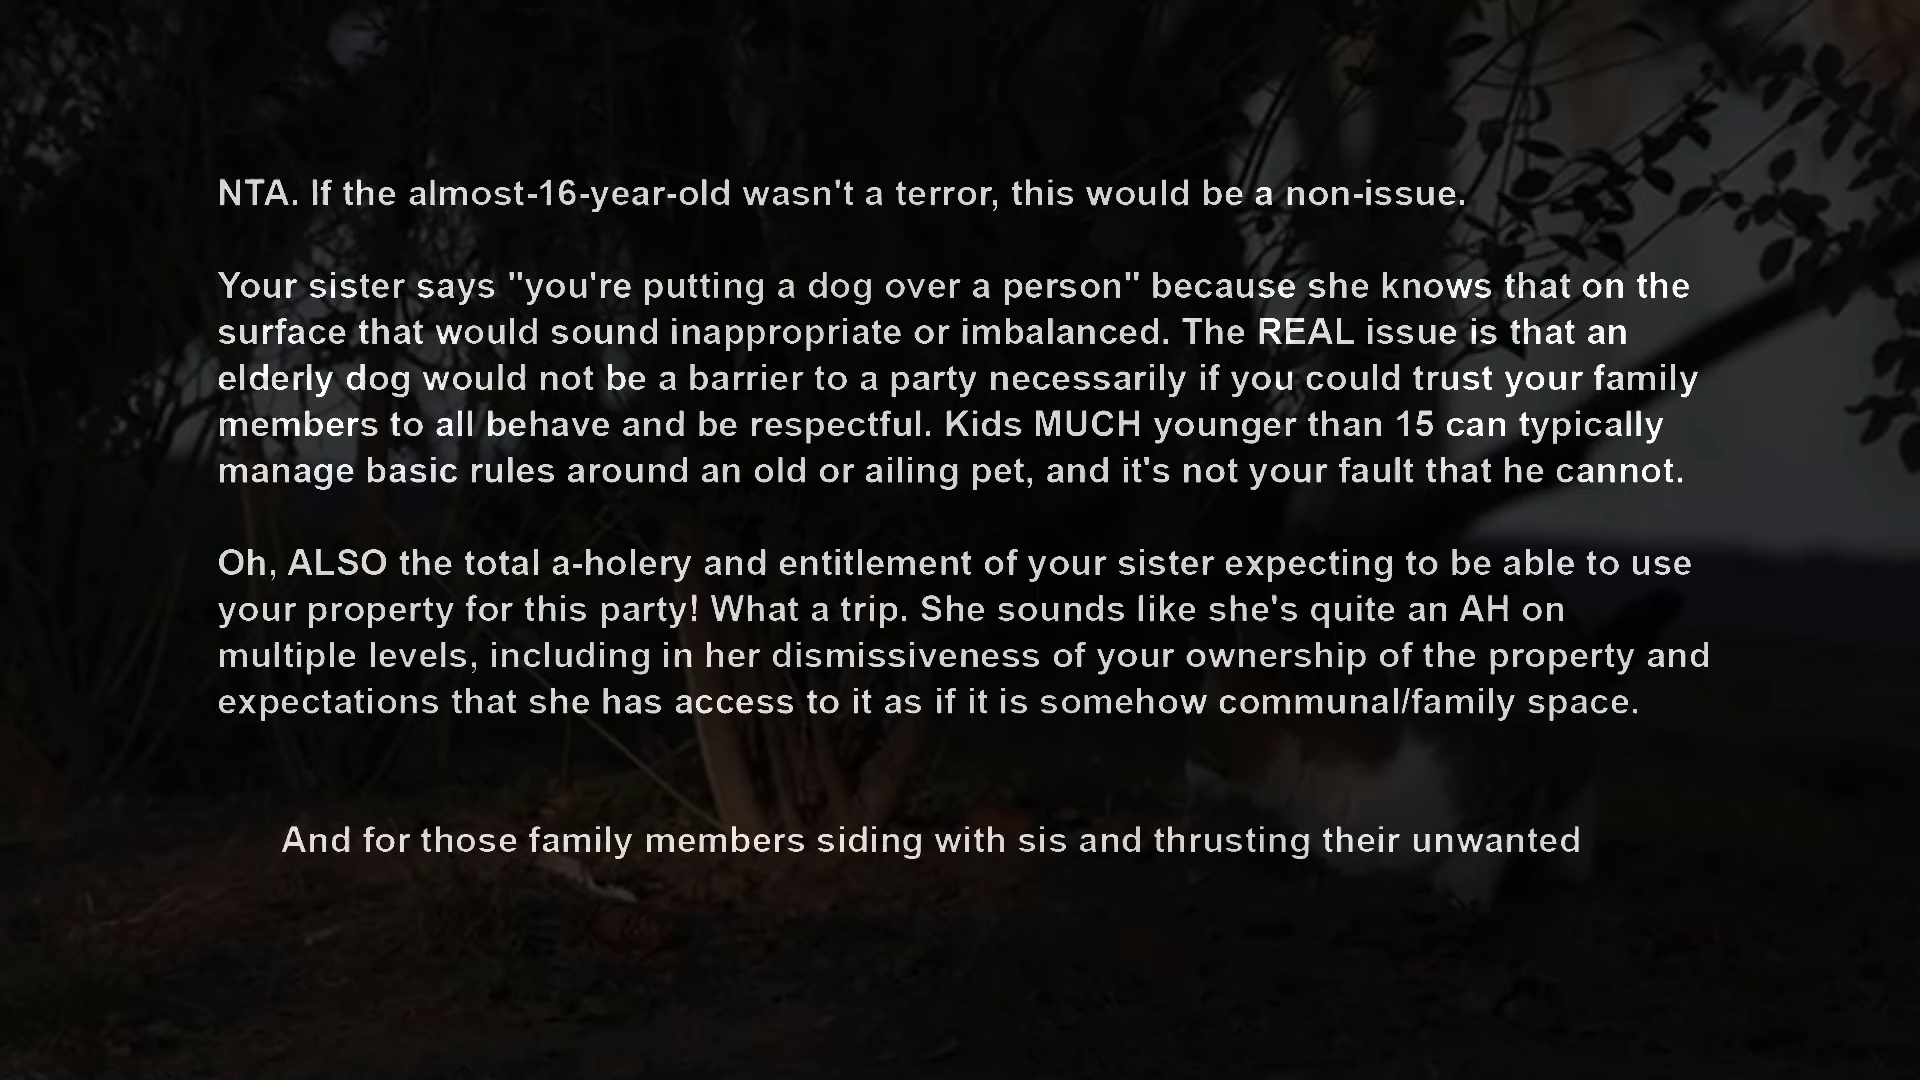 NTA. If the almost-16-year-old wasn't a terror, this would be a non-issue.
Your sister says "you're putting a dog over a person" because she knows that on the
surface that would sound inappropriate or imbalanced. The REAL issue is that an
elderly dog would not be a barrier to a party necessarily if you could trust your family
members to all behave and be respectful. Kids MUCH younger than 15 can typically
manage basic rules around an old or ailing pet, and it's not your fault that he cannot.
Oh, ALSO the total a-holery and entitlement of your sister expecting to be able to use
your property for this party! What a trip. She sounds like she's quite an AH on
multiple levels, including in her dismissiveness of your ownership of the property and
expectations that she has access to it as if it is somehow communal/family space.
And for those family members siding with sis and thrusting their unwanted